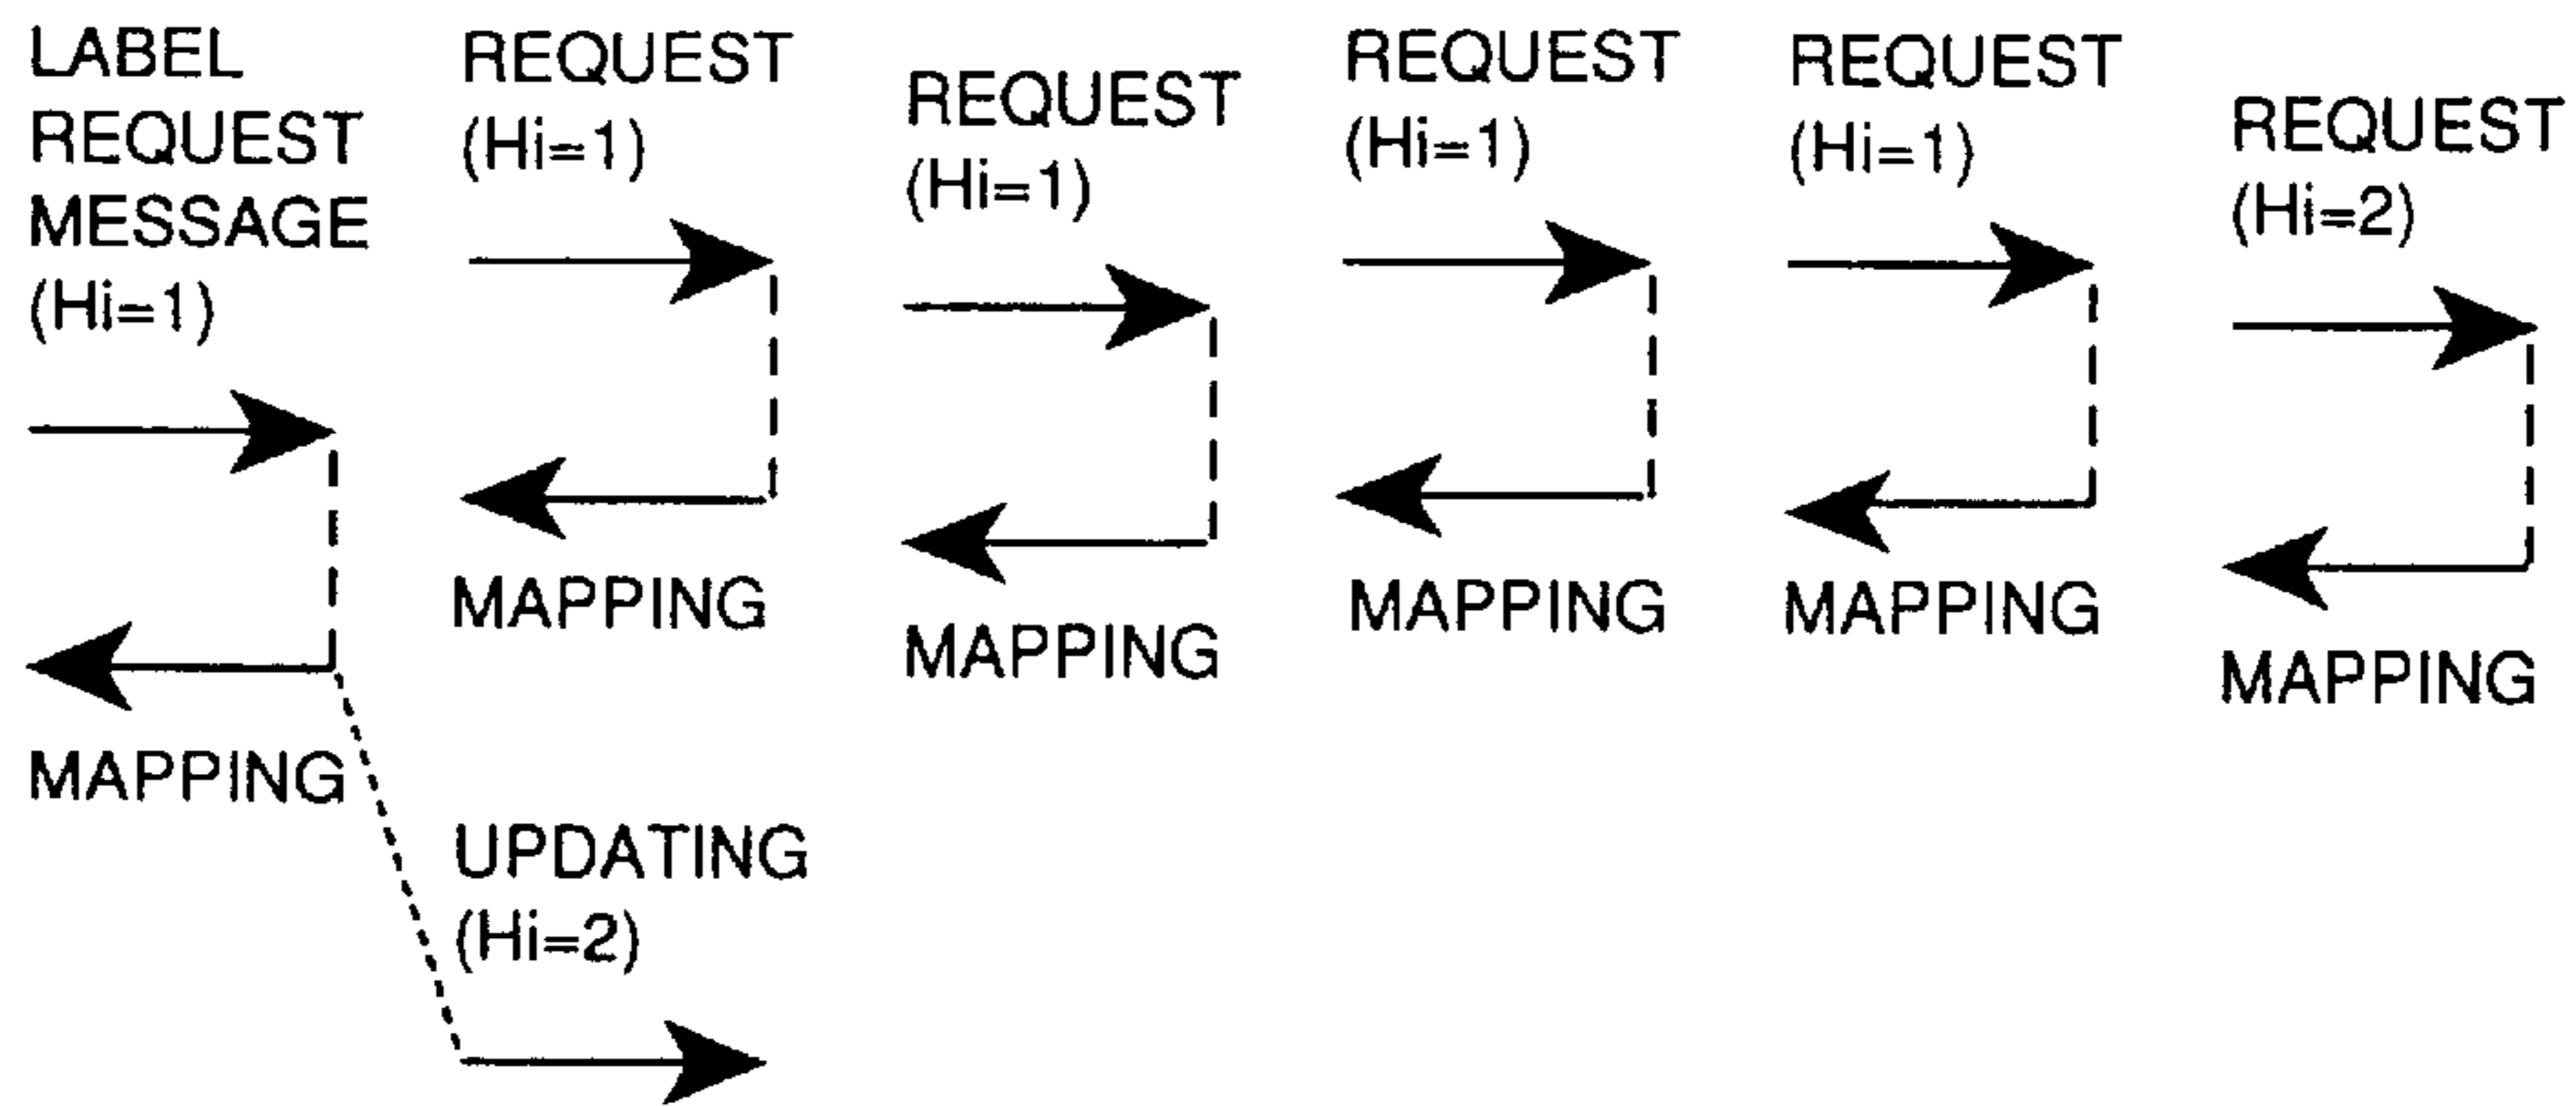 LABEL
REQUEST
MESSAGE
(Hi=1)
MAPPING
REQUEST
(Hi=1)
MAPPING
UPDATING
(Hi=2)
REQUEST
(Hi=1)
MAPPING
REQUEST
(Hi=1)
MAPPING
REQUEST
(Hi=1)
MAPPING
REQUEST
(Hi=2)
MAPPING